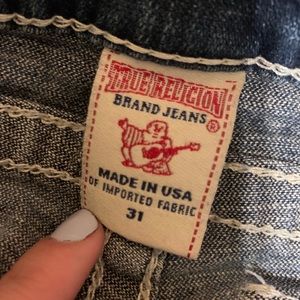 TRUE RELIGION
BRAND JEANS®
MADE IN USA
OF IMPORTED FABRIC
31